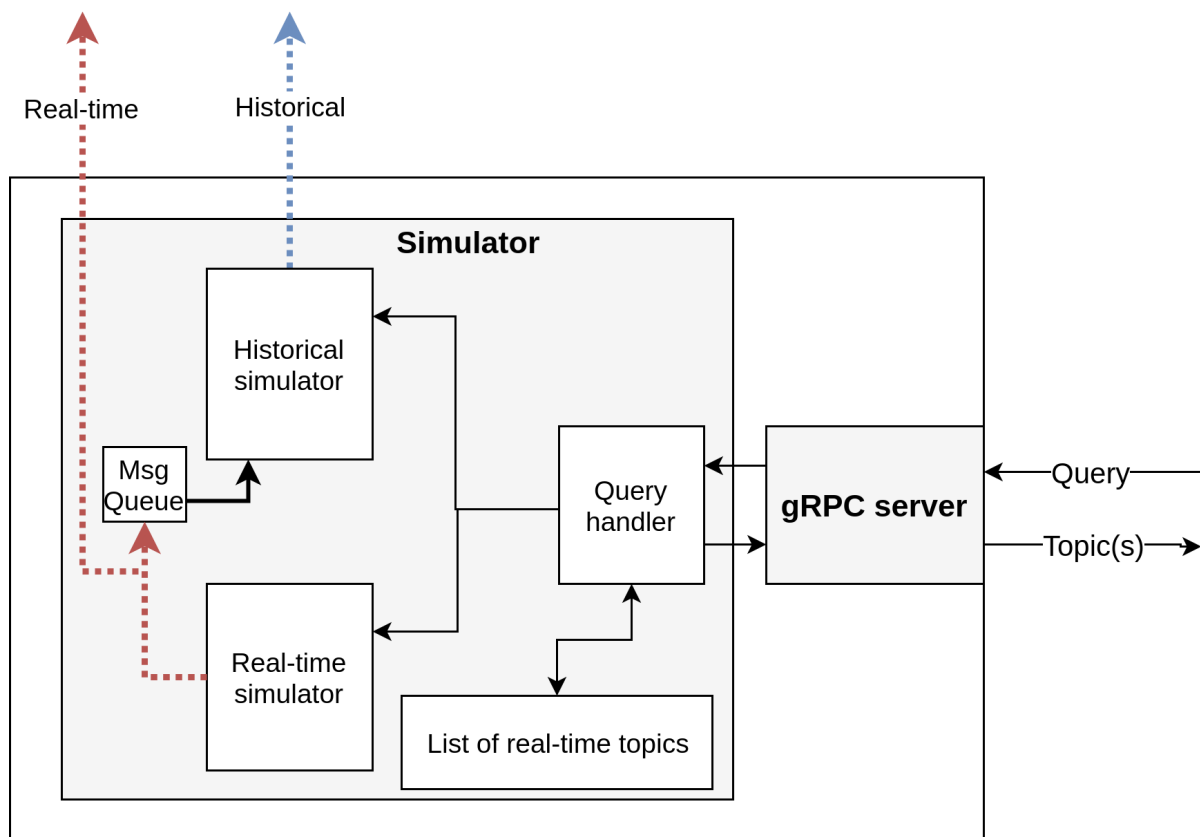 Real-time
Historical
Simulator
Historical
simulator
Msg
Queue
Query
handler
gRPC server
Query
Topic(s)
Real-time
simulator
List of real-time topics